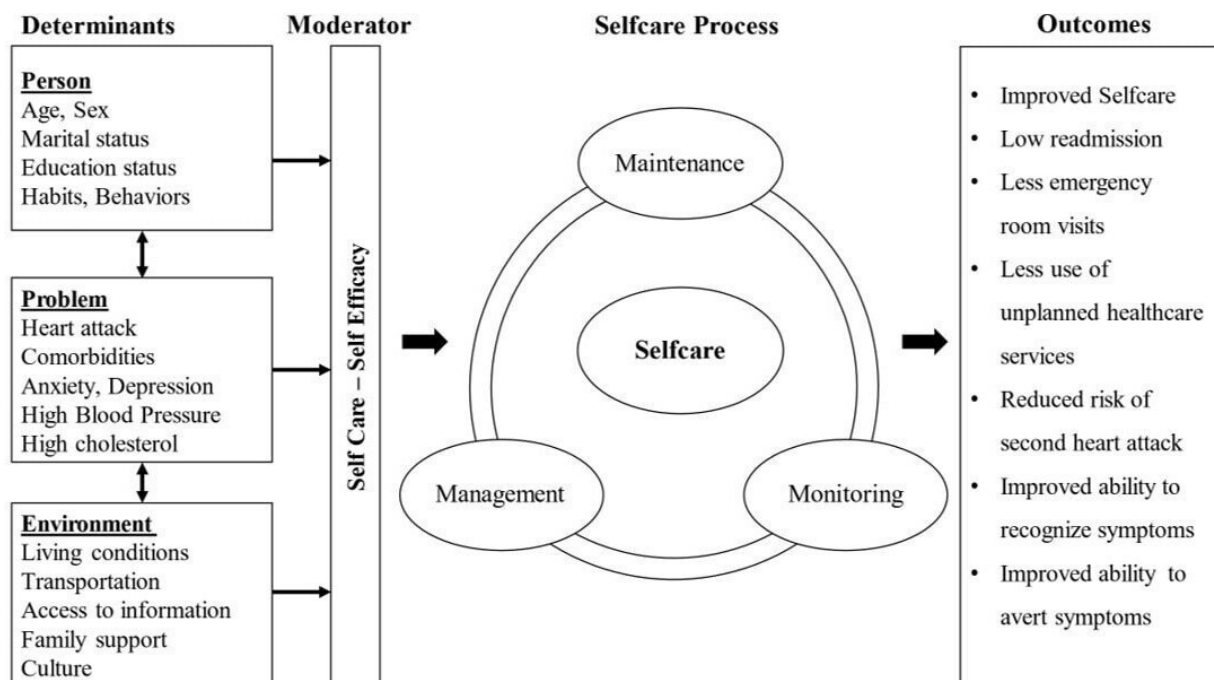 Determinants
Moderator
Selfcare Process
Outcomes
Person
Age, Sex
Marital status
Education status
Habits, Behaviors
Problem
Heart attack
Comorbidities
Anxiety, Depression
High Blood Pressure
High cholesterol
Environment
Living conditions
Transportation
Access to information
Family support
Culture
Self Care – Self Efficacy
Maintenance
Selfcare
Management
Monitoring
• Improved Selfcare
• Low readmission
• Less emergency
room visits
• Less use of
unplanned healthcare
services
• Reduced risk of
second heart attack
• Improved ability to
recognize symptoms
• Improved ability to
avert symptoms